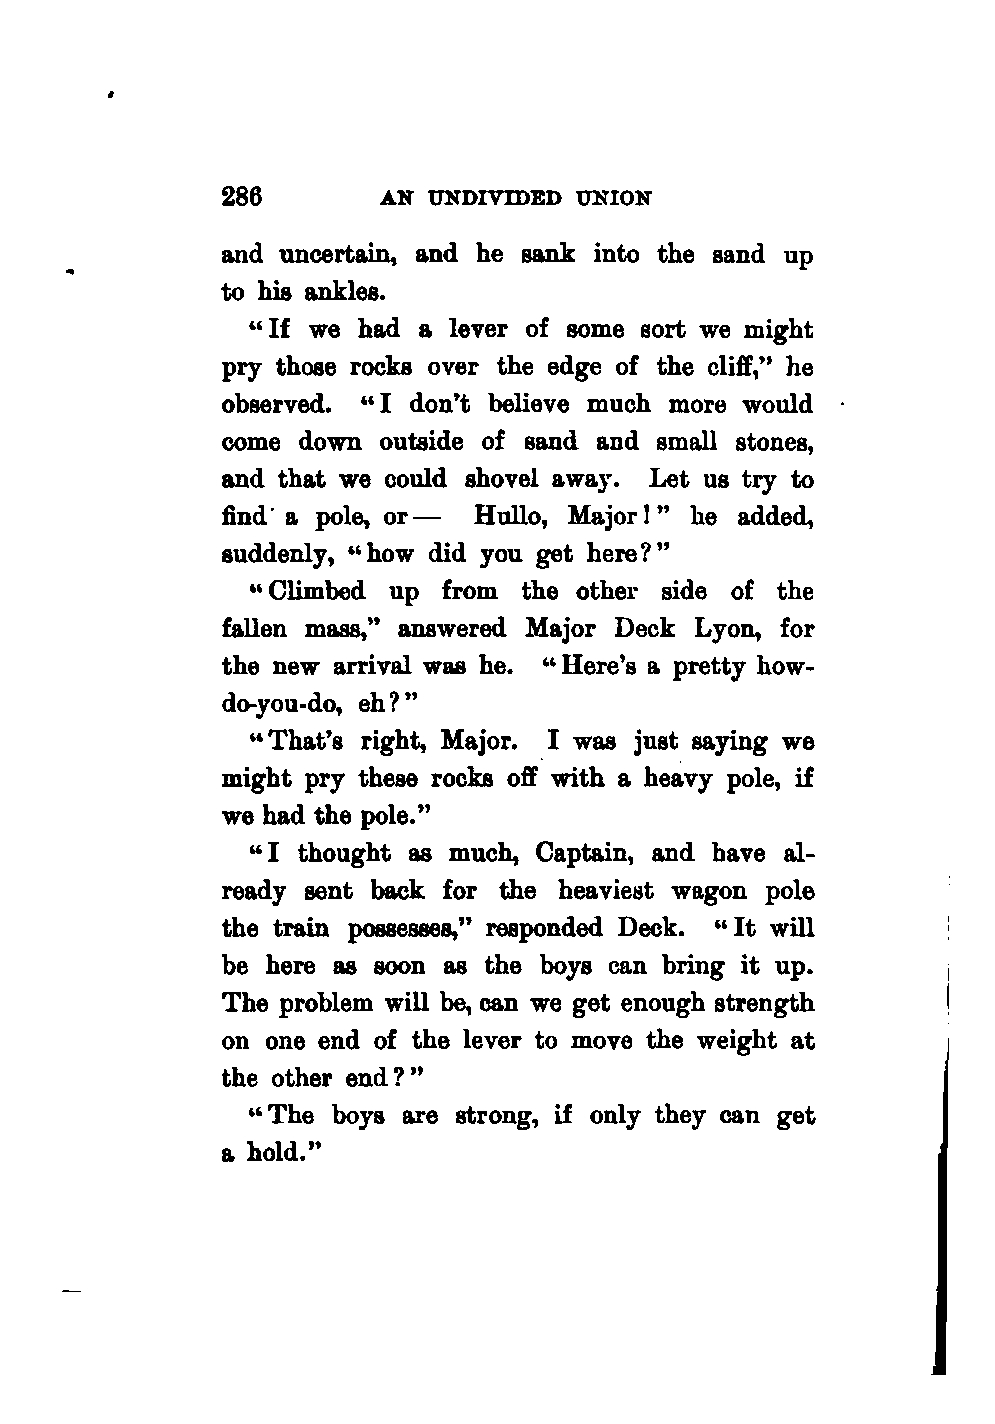 286 AN UNDIVIDED UNION
and uncertain, and he sank into the sand up
to his ankles.
“If we had a lever of some sort we might
pry those rocks over the edge of the cliff,” he
observed. “I don’t believe much more would
come down outside of sand and small stones,
and that we could shovel away. Let us try to
find a pole, or— Hullo, Major!” he added,
suddenly, “how did you get here?”
“Climbed up from the other side of the
fallen mass,” answered Major Deck Lyon, for
the new arrival was he. “Here’s a pretty how-
do-you-do, eh?”
“That’s right, Major. I was just saying we
might pry these rocks off with a heavy pole, if
we had the pole.”
“I thought as much, Captain, and have al-
ready sent back for the heaviest wagon pole
the train possesses,” responded Deck. “It will
be here as soon as the boys can bring it up.
The problem will be, can we get enough strength
on one end of the lever to move the weight at
the other end?”
“The boys are strong, if only they can get
a hold.”